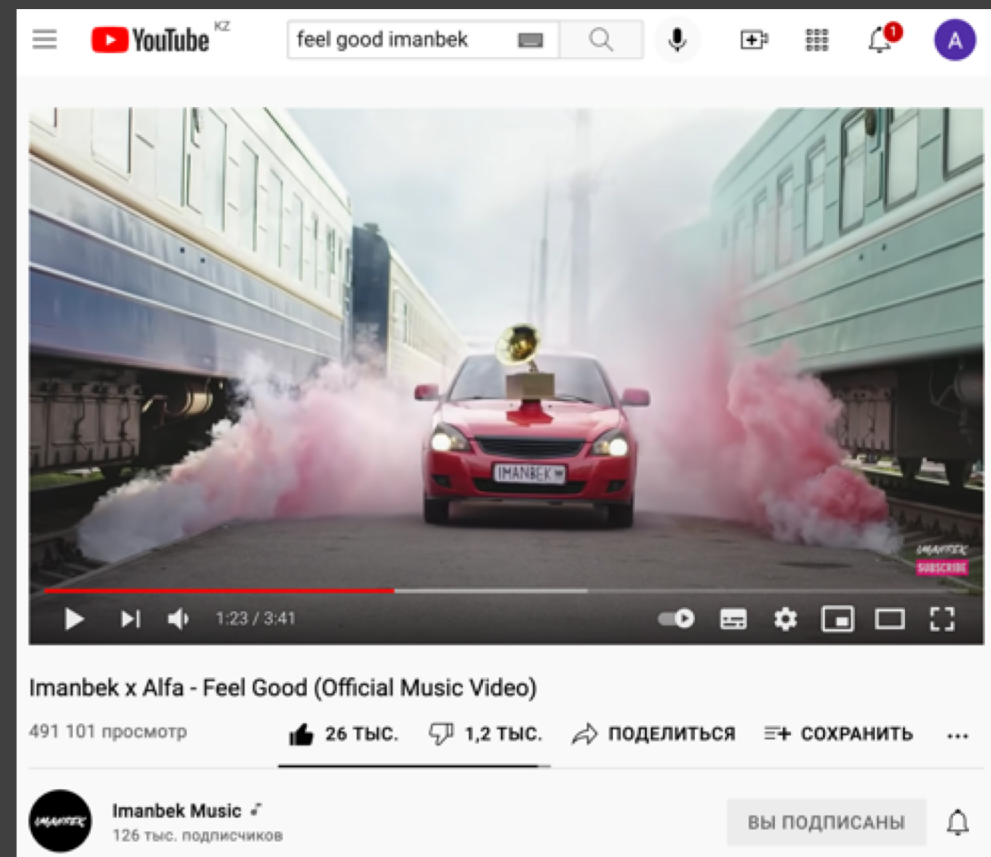 YouTube KZ
feel good imanbek
1
A
IMANBEK
IMANBEK
SUBSCRIBE
1:23 / 3:41
Imanbek x Alfa - Feel Good (Official Music Video)
491 101 просмотр
26 ТЫС. 1,2 ТЫС. ПОДЕЛИТЬСЯ СОХРАНИТЬ
IMANBEK
Imanbek Music
126 тыс. подписчиков
ВЫ ПОДПИСАНЫ